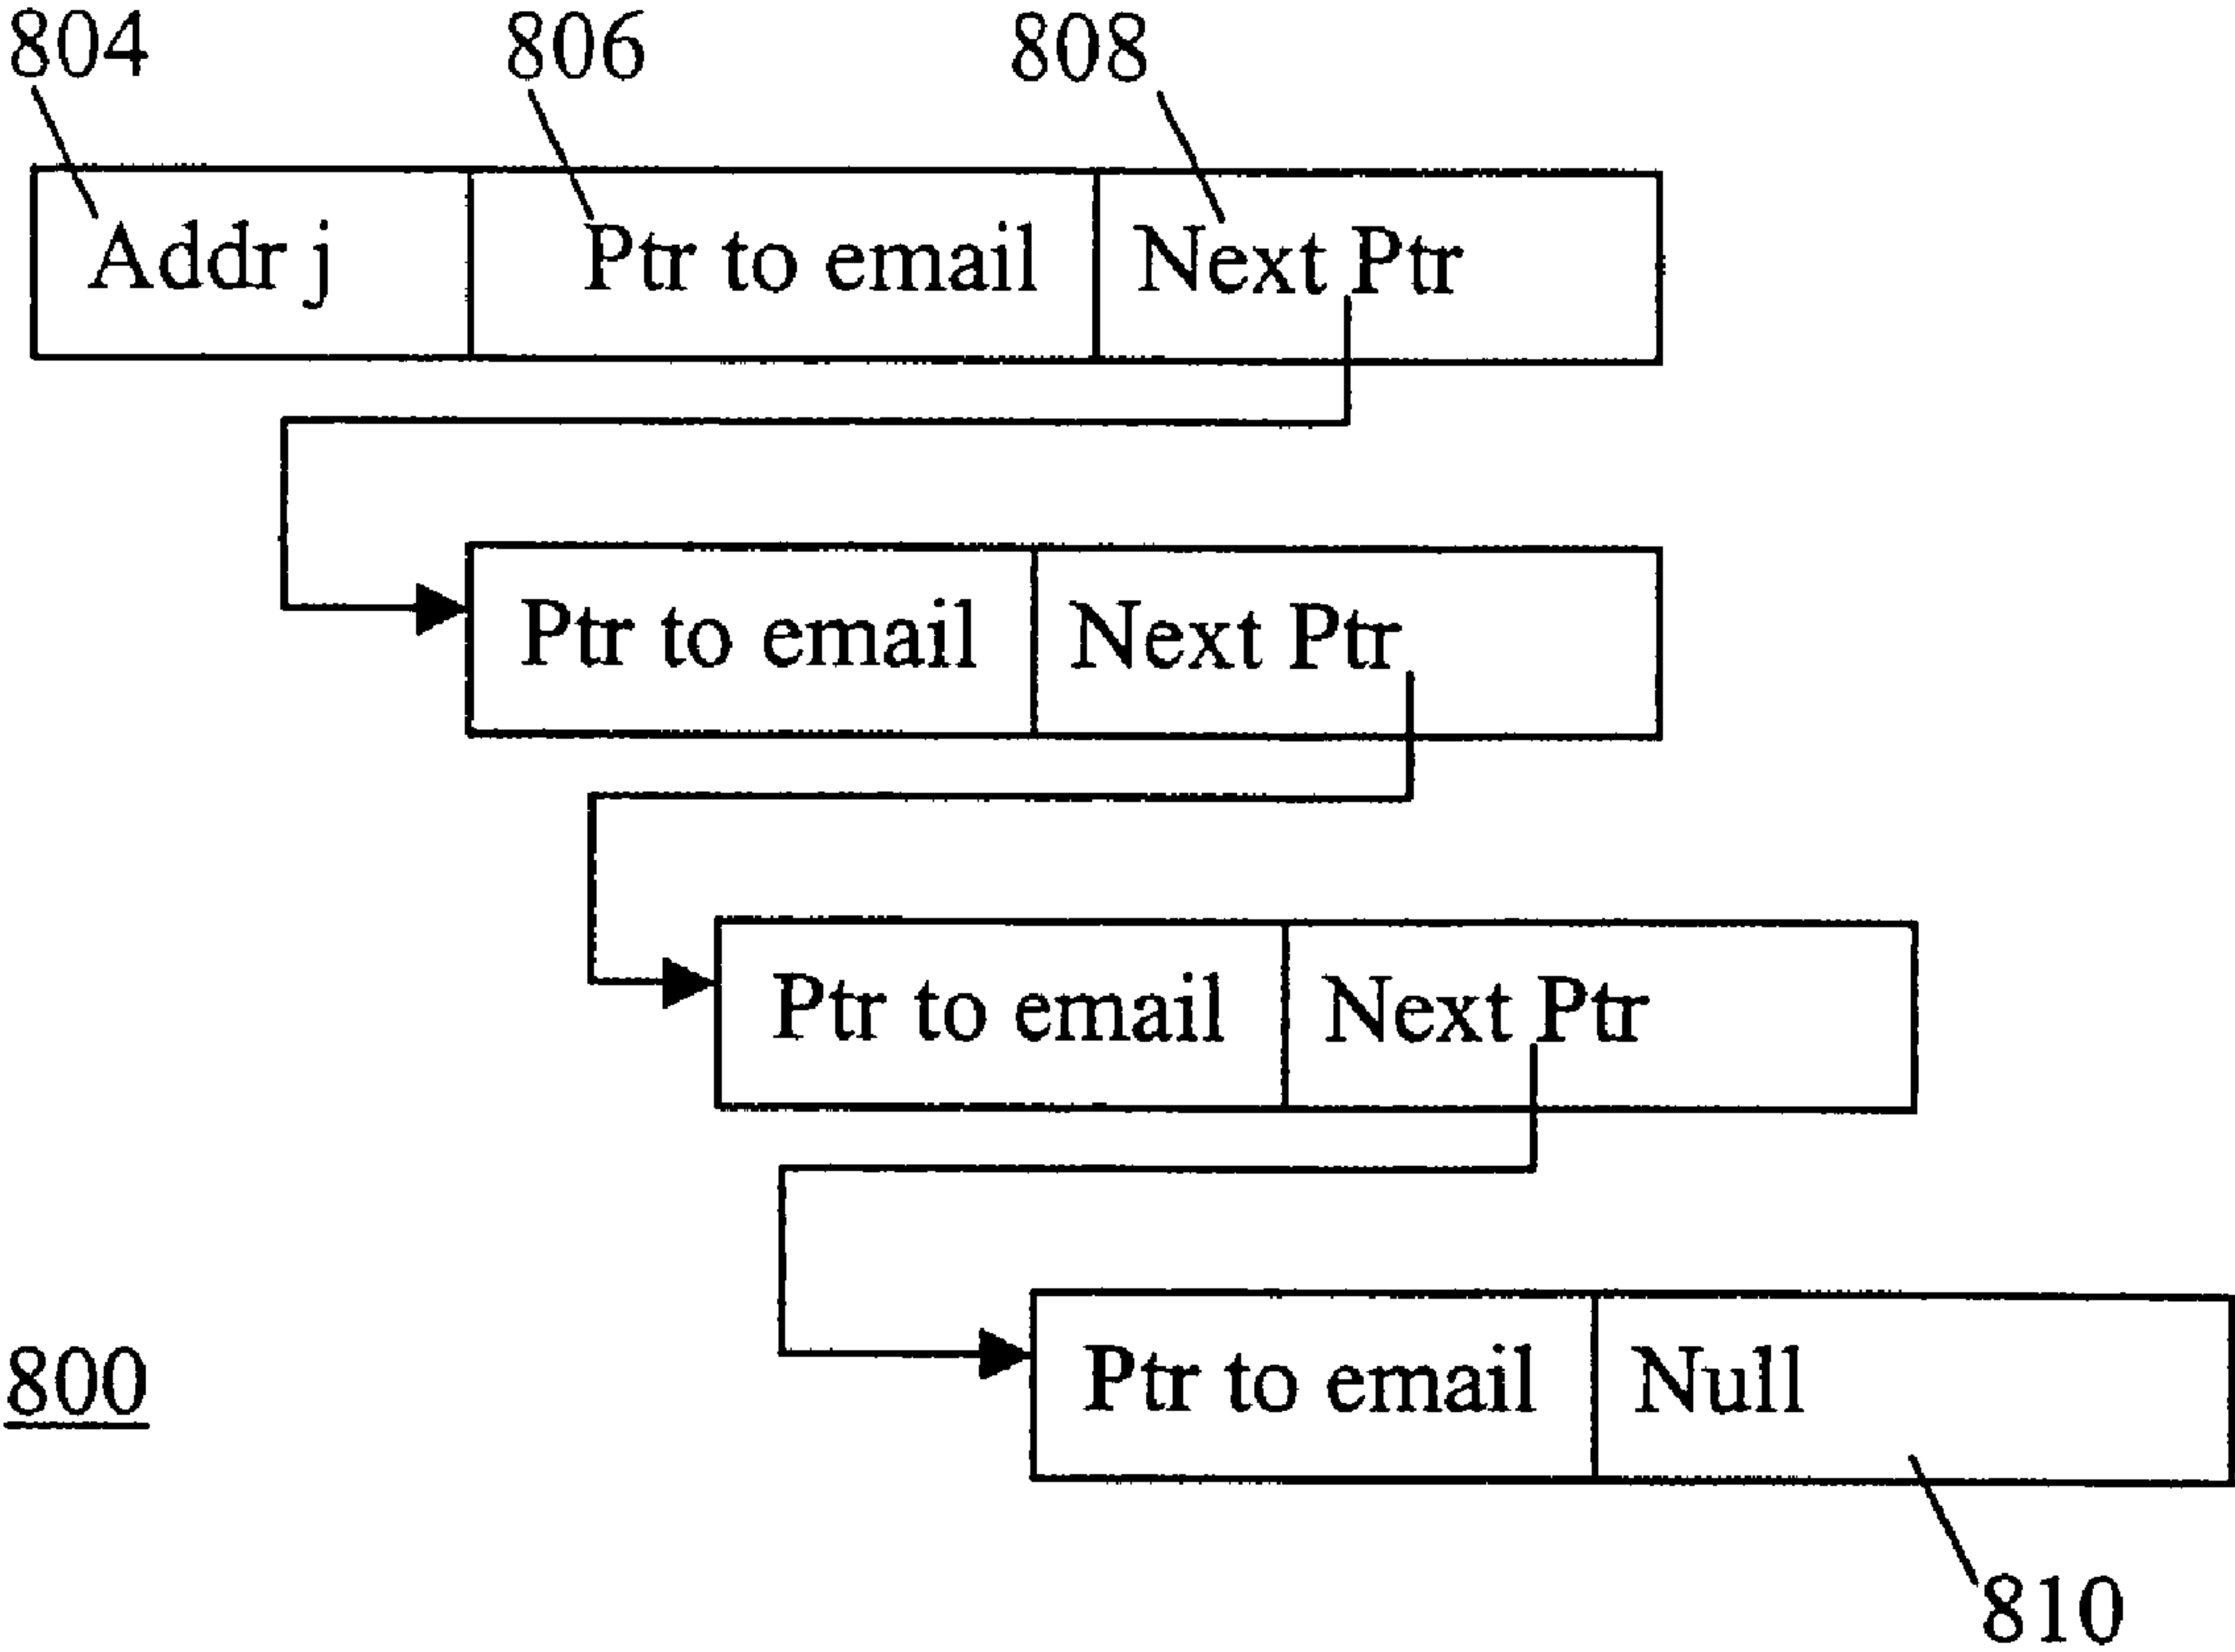 804 806 808
Addr j Ptr to email Next Ptr
Ptr to email Next Ptr
Ptr to email Next Ptr
Ptr to email Null
800
810